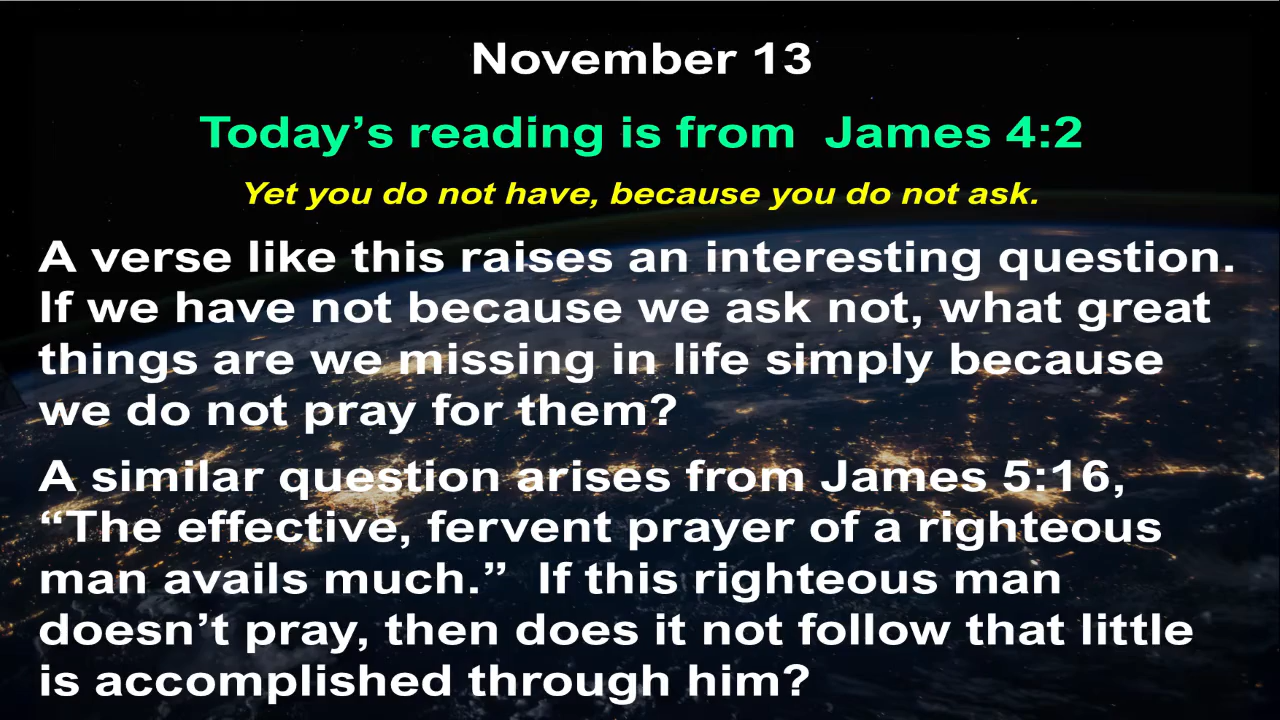 November 13
Today’s reading is from  James 4:2
Yet you do not have, because you do not ask.
A verse like this raises an interesting question.
If we have not because we ask not, what great
things are we missing in life simply because
we do not pray for them?
A similar question arises from James 5:16,
“The effective, fervent prayer of a righteous
man avails much.”  If this righteous man
doesn’t pray, then does it not follow that little
is accomplished through him?